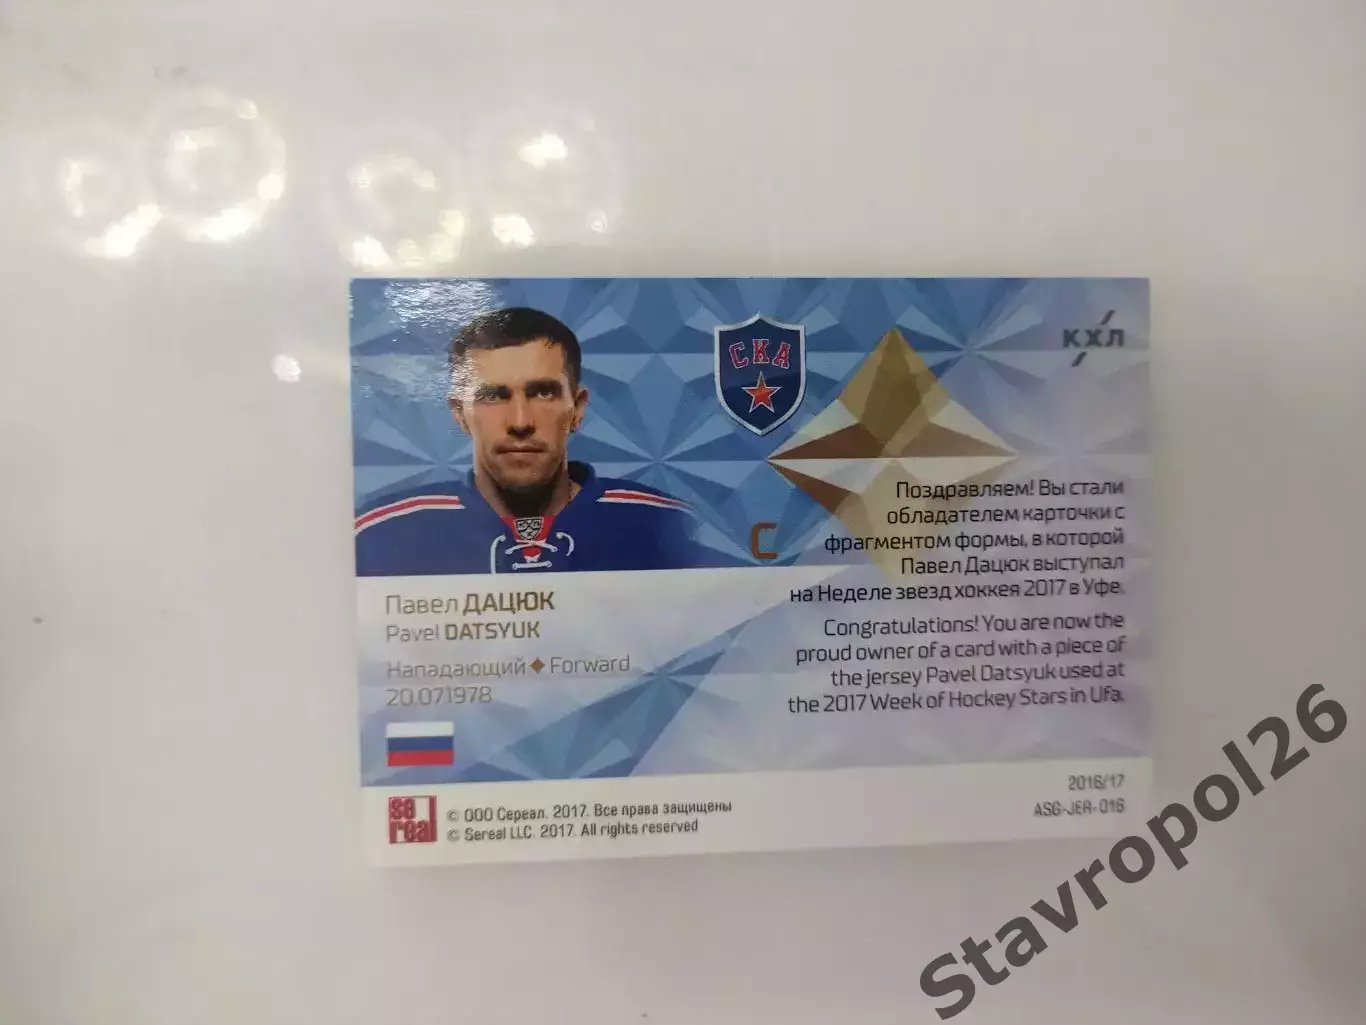 СКА
КХЛ
Поздравляем! Вы стали
обладателем карточки с
фрагментом формы, в которой
Павел Дацюк выступал
на Неделе звезд хоккея 2017 в Уфе.
Congratulations! You are now the
proud owner of a card with a piece of
the jersey Pavel Datsyuk used at
the 2017 Week of Hockey Stars in Ufa.
C
Павел ДАЦЮК
Pavel DATSYUK
Нападающий ◆ Forward
20.07.1978
se
real
© ООО Сереал. 2017. Все права защищены
© Sereal LLC. 2017. All rights reserved
2016/17
ASG-JER-016
Stavropol26